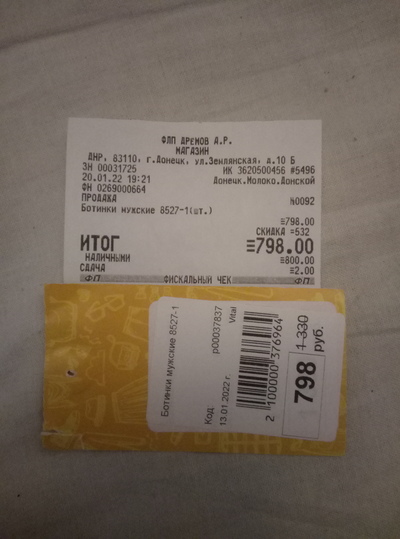 ФЛП АРЕМОВ А.Р.
МАГАЗИН
ДНР, 83110, г.Донецк, ул.Землянская, д.10 Б
ЗН 00031725 ИК 3620500456 #5496
20.01.22 19:21 Донецк.Молоко.Донской
ФН 0269000664
ПРОДАЖА №0092
Ботинки мужские 8527-1(шт.)
=798.00
СКИДКА =532
ИТОГ =798.00
НАЛИЧНЫМИ =800.00
СДАЧА =2.00
ФП ФИСКАЛЬНЫЙ ЧЕК ФП
Ботинки мужские 8527-1
Код: р00037837
13.01.2022 г. Vital
2 100000 376964
798 1 330 руб.